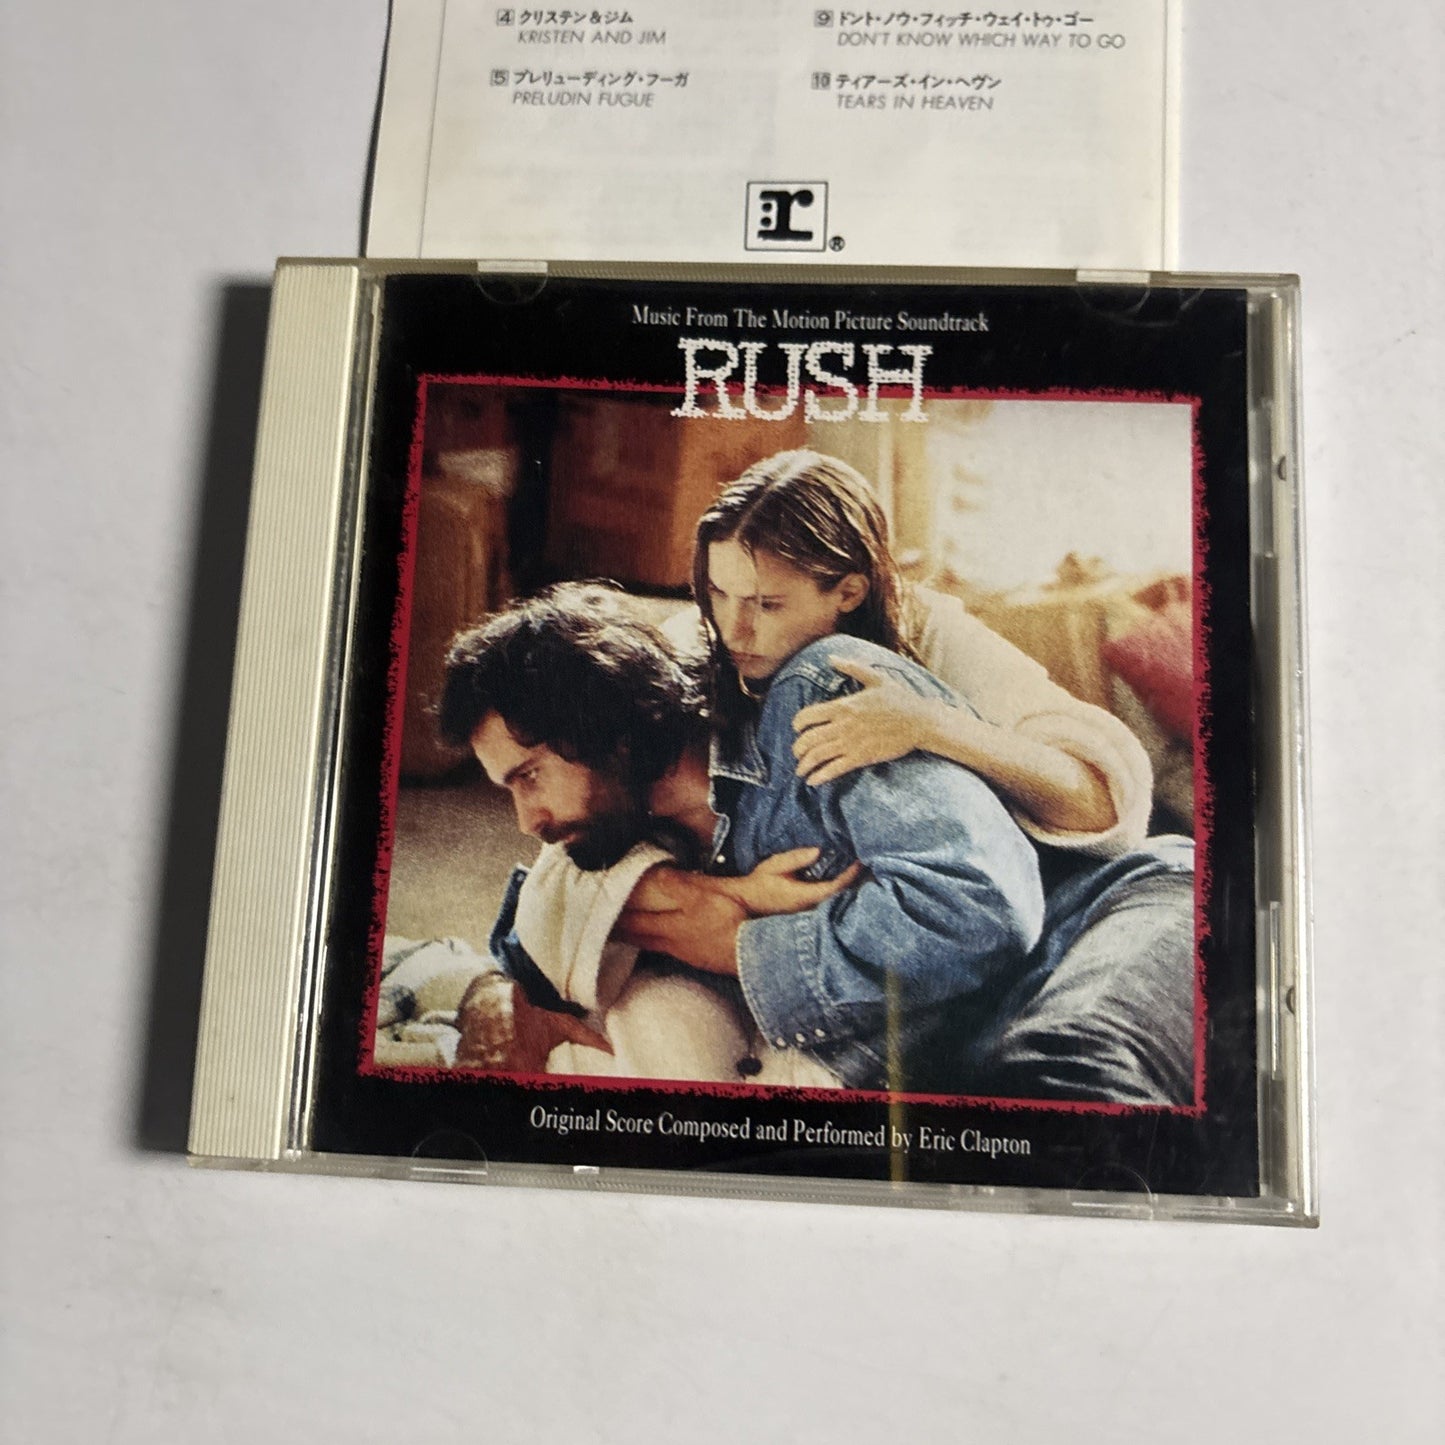 4 クリステン&ジム
KRISTEN AND JIM
5 プレリューディング・フーガ
PRELUDIN FUGUE
9 ドント・ノウ・フィッチ・ウェイ・トゥ・ゴー
DON'T KNOW WHICH WAY TO GO
10 ティアーズ・イン・ヘヴン
TEARS IN HEAVEN
:r®
Music From The Motion Picture Soundtrack
RUSH
Original Score Composed and Performed by Eric Clapton